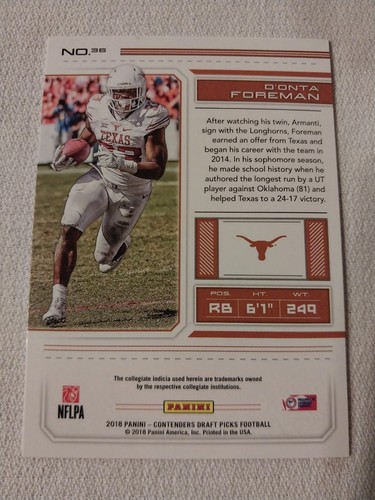 NO.36
D'ONTA
FOREMAN
After watching his twin, Armanti,
sign with the Longhorns, Foreman
earned an offer from Texas and
began his career with the team in
2014. In his sophomore season,
he made school history when he
authored the longest run by a UT
player against Oklahoma (81) and
helped Texas to a 24-17 victory.
TEXAS
POS. HT. WT.
RB 6'1" 249
The collegiate indicia used herein are trademarks owned
by the respective collegiate institutions.
NFLPA
PANINI
2018 PANINI – CONTENDERS DRAFT PICKS FOOTBALL
© 2018 Panini America, Inc. Printed in the USA.